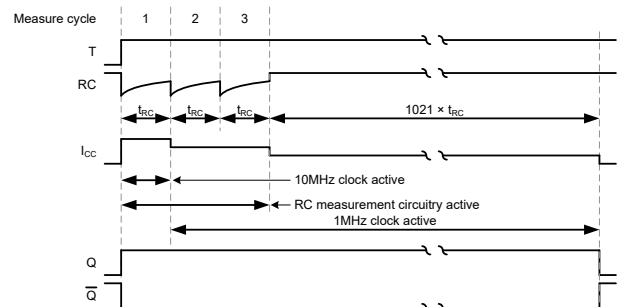 Measure cycle 1 2 3
T
RC
tRC tRC tRC 1021 × tRC
ICC
10MHz clock active
RC measurement circuitry active
1MHz clock active
Q
Q̅